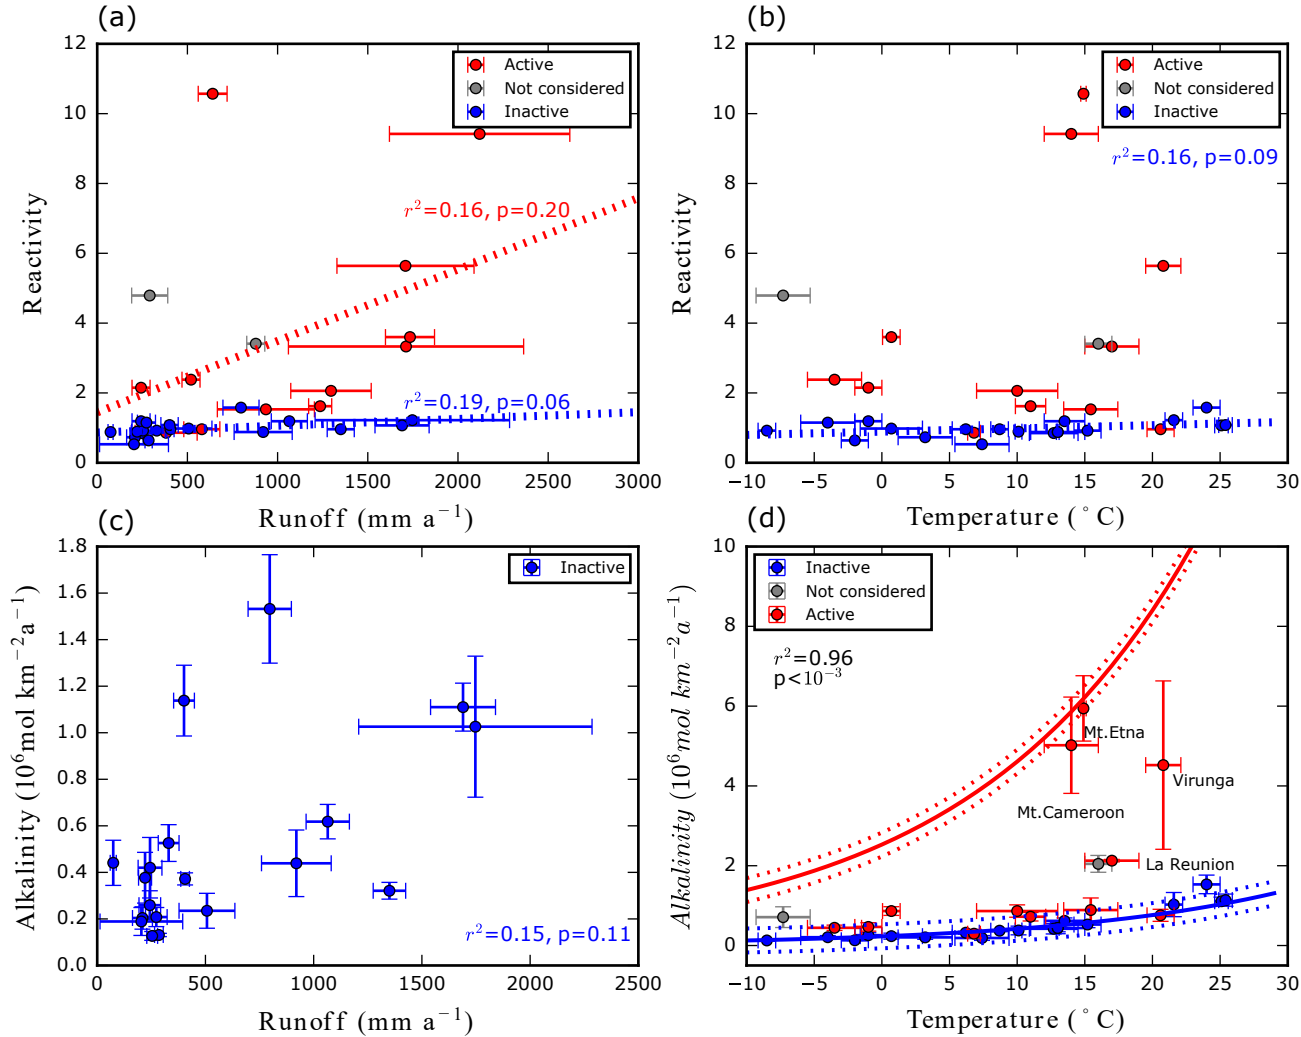 (a)
12
10
8
6
4
2
0
Reactivity
0 500 1000 1500 2000 2500 3000
Runoff (mm a⁻¹)
Active
Not considered
Inactive
r²=0.16, p=0.20
r²=0.19, p=0.06
(b)
12
10
8
6
4
2
0
Reactivity
−10 −5 0 5 10 15 20 25 30
Temperature (°C)
Active
Not considered
Inactive
r²=0.16, p=0.09
(c)
1.8
1.6
1.4
1.2
1.0
0.8
0.6
0.4
0.2
0.0
Alkalinity (10⁶mol km⁻²a⁻¹)
0 500 1000 1500 2000 2500
Runoff (mm a⁻¹)
Inactive
r²=0.15, p=0.11
(d)
10
8
6
4
2
0
Alkalinity (10⁶mol km⁻²a⁻¹)
−10 −5 0 5 10 15 20 25 30
Temperature (°C)
Inactive
Not considered
Active
r²=0.96
p<10⁻³
Mt.Etna
Virunga
Mt.Cameroon
La Reunion